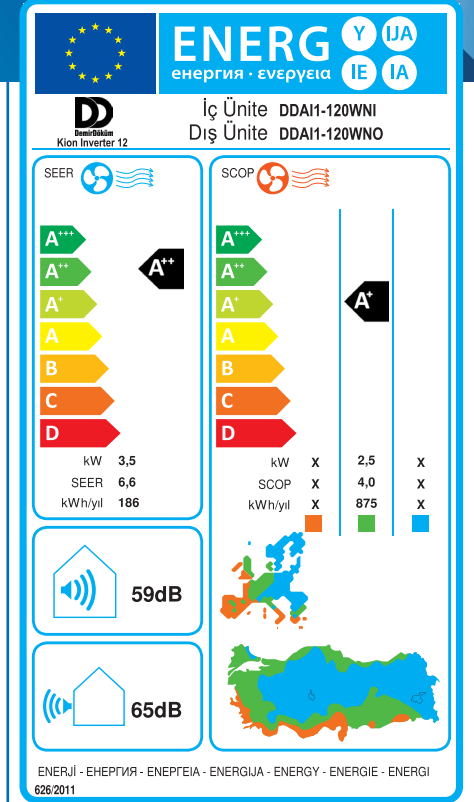 ENERG
енергия · ενεργεια
Y IJA
IE IA
DemirDöküm
Kion Inverter 12
İç Ünite DDAI1-120WNI
Dış Ünite DDAI1-120WNO
SEER
A+++
A++
A+
A
B
C
D
A++
kW 3,5
SEER 6,6
kWh/yıl 186
SCOP
A+++
A++
A+
A
B
C
D
A+
kW X 2,5 X
SCOP X 4,0 X
kWh/yıl X 875 X
59dB
65dB
ENERJİ - ЕНЕРГИЯ - ΕΝΕΡΓΕΙΑ - ENERGIJA - ENERGY - ENERGIE - ENERGI
626/2011